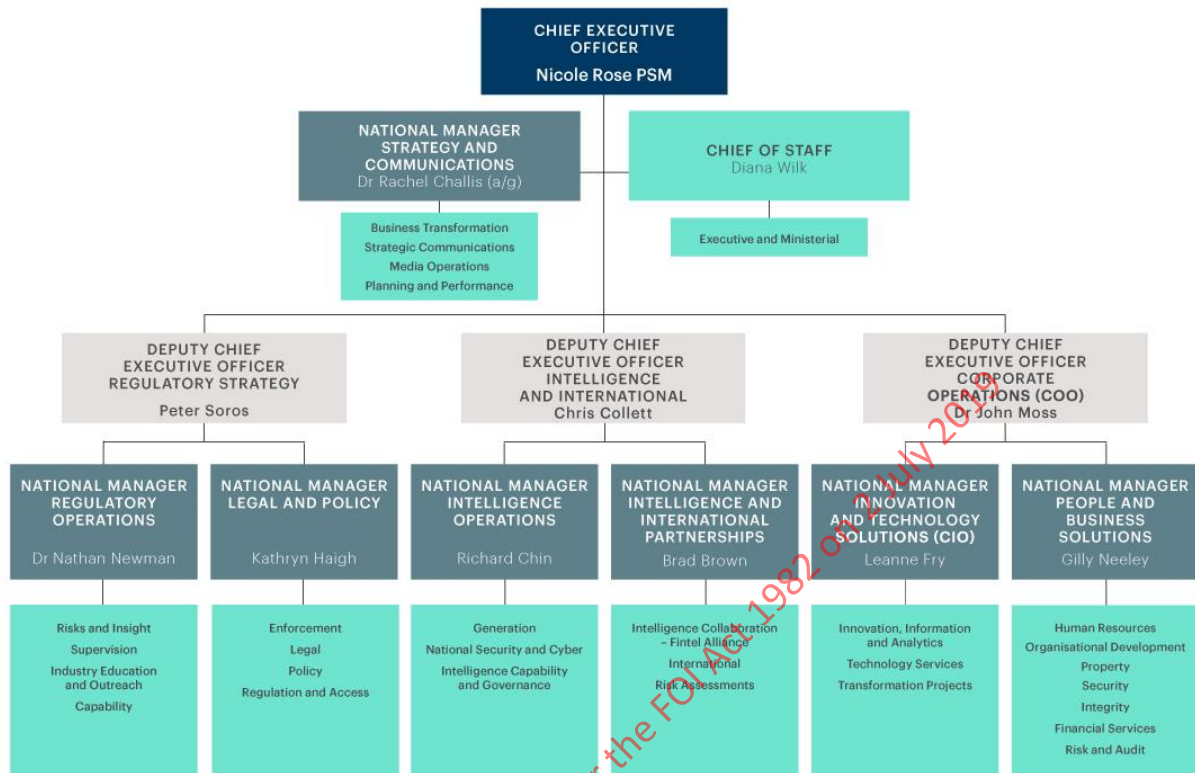 CHIEF EXECUTIVE
OFFICER
Nicole Rose PSM
NATIONAL MANAGER
STRATEGY AND
COMMUNICATIONS
Dr Rachel Challis (a/g)
CHIEF OF STAFF
Diana Wilk
Business Transformation
Strategic Communications
Media Operations
Planning and Performance
Executive and Ministerial
DEPUTY CHIEF
EXECUTIVE OFFICER
REGULATORY STRATEGY
Peter Soros
DEPUTY CHIEF
EXECUTIVE OFFICER
INTELLIGENCE
AND INTERNATIONAL
Chris Collett
DEPUTY CHIEF
EXECUTIVE OFFICER
CORPORATE
OPERATIONS (COO)
Dr John Moss
NATIONAL MANAGER
REGULATORY
OPERATIONS
Dr Nathan Newman
NATIONAL MANAGER
LEGAL AND POLICY
Kathryn Haigh
NATIONAL MANAGER
INTELLIGENCE
OPERATIONS
Richard Chin
NATIONAL MANAGER
INTELLIGENCE AND
INTERNATIONAL
PARTNERSHIPS
Brad Brown
NATIONAL MANAGER
INNOVATION
AND TECHNOLOGY
SOLUTIONS (CIO)
Leanne Fry
NATIONAL MANAGER
PEOPLE AND
BUSINESS
SOLUTIONS
Gilly Neeley
Risks and Insight
Supervision
Industry Education
and Outreach
Capability
Enforcement
Legal
Policy
Regulation and Access
Generation
National Security and Cyber
Intelligence Capability
and Governance
Intelligence Collaboration
– Fintel Alliance
International
Risk Assessments
Innovation, Information
and Analytics
Technology Services
Transformation Projects
Human Resources
Organisational Development
Property
Security
Integrity
Financial Services
Risk and Audit
the FOI Act 1982 on 2 July 2019